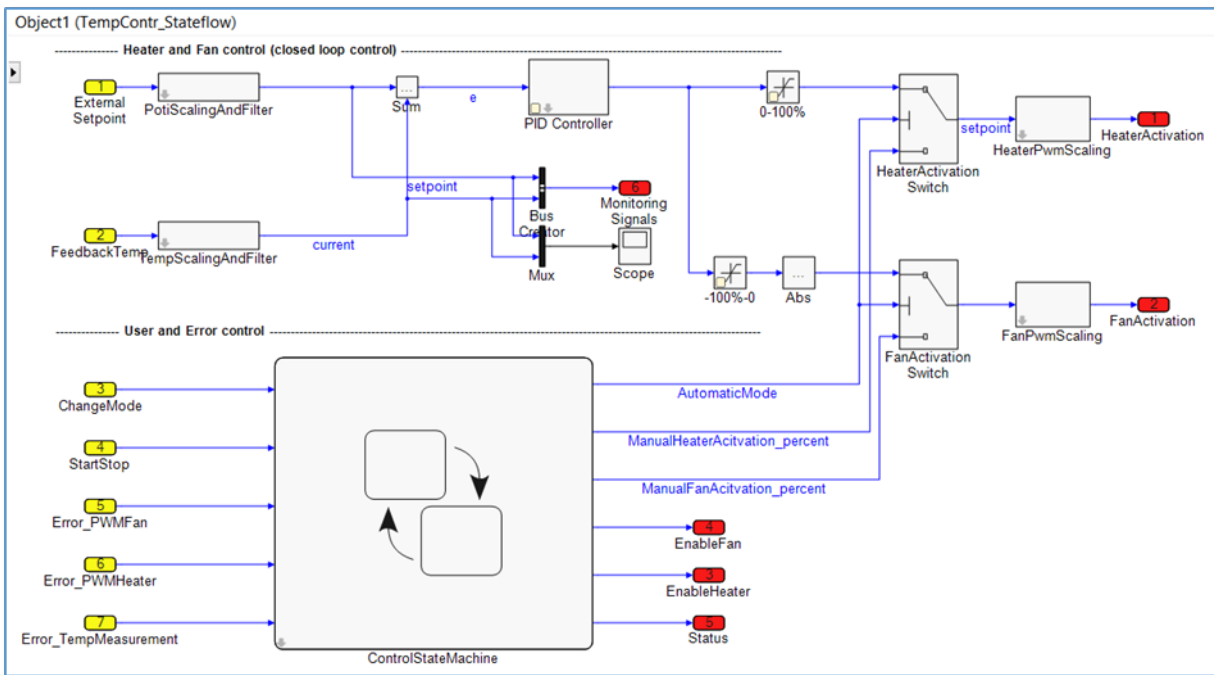 Object1 (TempContr_Stateflow)
--------------- Heater and Fan control (closed loop control) ---------------
1
External
Setpoint
PotiScalingAndFilter
...
Sum
e
PID Controller
0-100%
HeaterActivation
Switch
setpoint
HeaterPwmScaling
1
HeaterActivation
setpoint
Bus
Creator
6
Monitoring
Signals
2
FeedbackTemp
TempScalingAndFilter
current
Mux
Scope
-100%-0
...
Abs
FanActivation
Switch
FanPwmScaling
2
FanActivation
--------------- User and Error control ---------------
3
ChangeMode
4
StartStop
5
Error_PWMFan
6
Error_PWMHeater
7
Error_TempMeasurement
ControlStateMachine
AutomaticMode
ManualHeaterAcitvation_percent
ManualFanAcitvation_percent
4
EnableFan
3
EnableHeater
5
Status